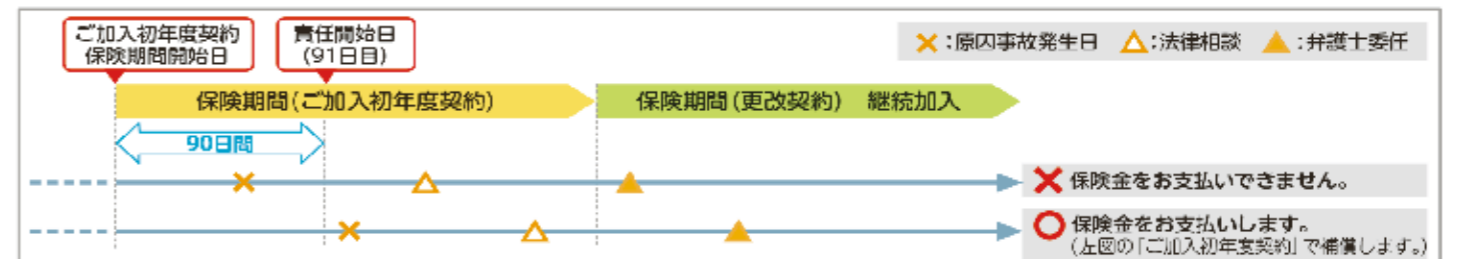 ご加入初年度契約
保険期間開始日
責任開始日
(91日目)
×:原因事故発生日 △:法律相談 ▲:弁護士委任
保険期間(ご加入初年度契約)
保険期間(更改契約) 継続加入
90日間
保険金をお支払いできません。
保険金をお支払いします。
(左図の「ご加入初年度契約」で補償します。)